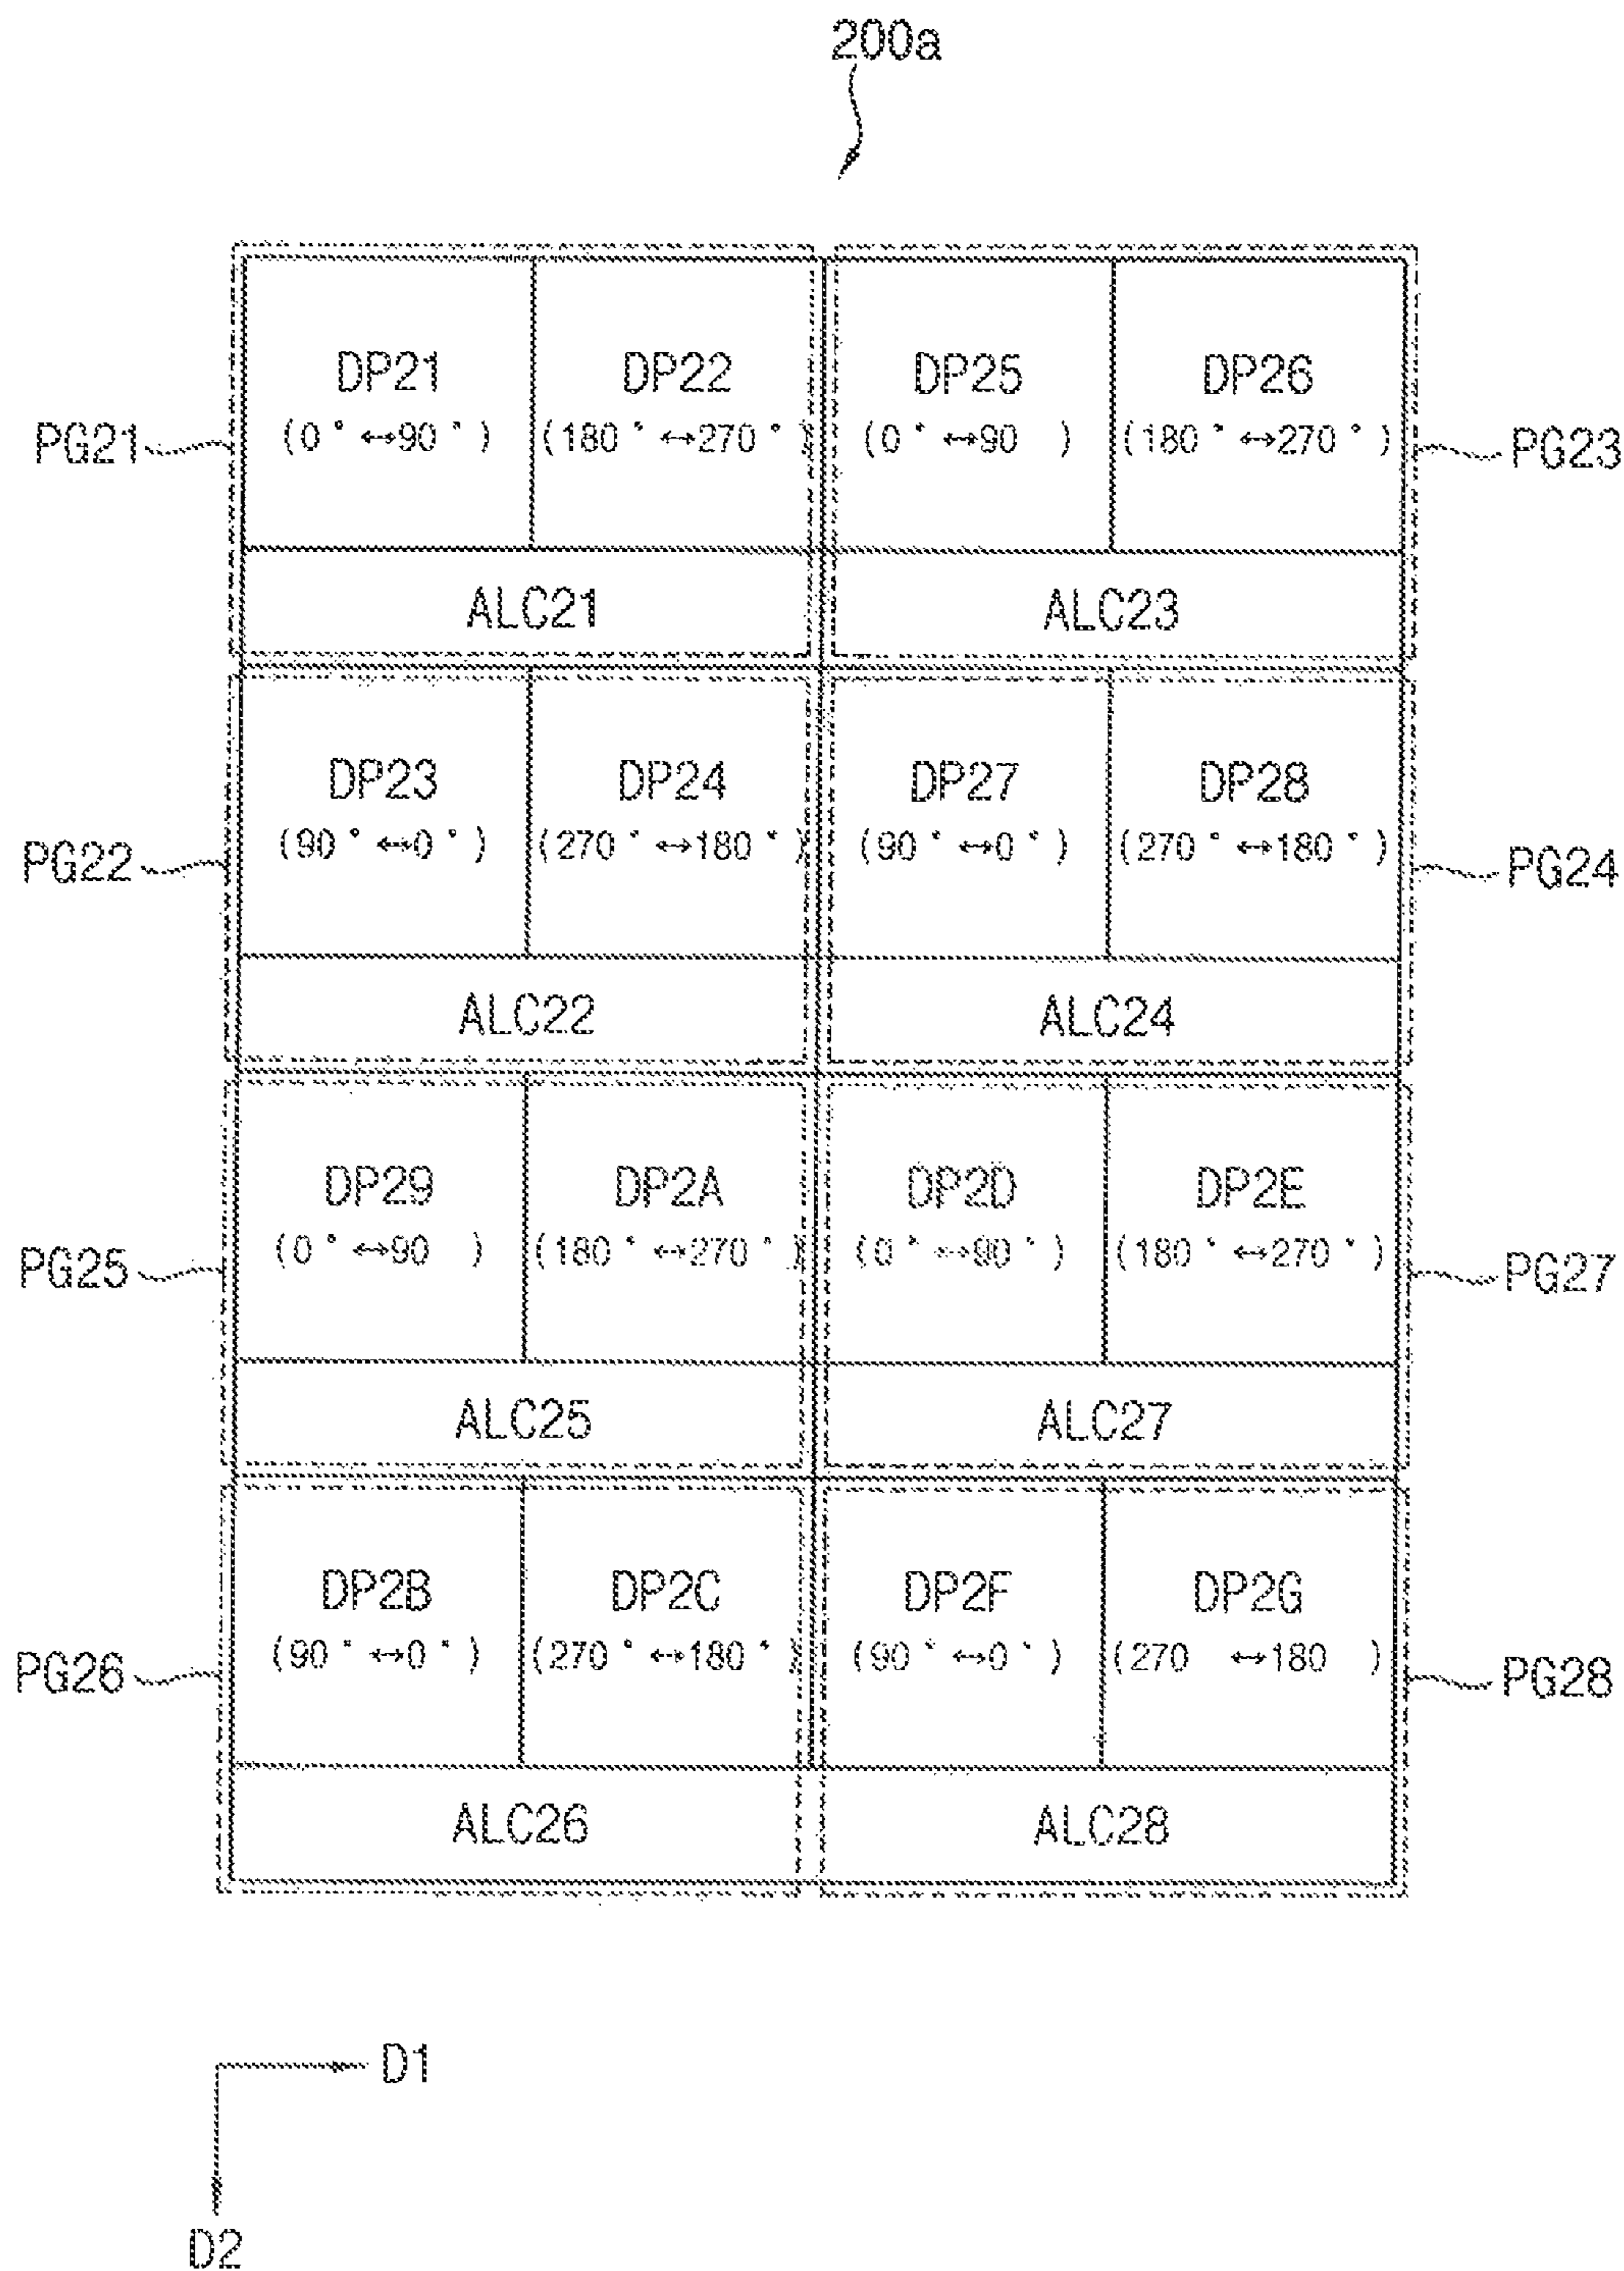 200a
DP21 DP22 DP25 DP26
(0°↔90°) (180°↔270°) (0°↔90 ) (180°↔270°)
PG21 PG23
ALC21 ALC23
DP23 DP24 DP27 DP28
(90°↔0°) (270°↔180°) (90°↔0°) (270°↔180°)
PG22 PG24
ALC22 ALC24
DP29 DP2A DP2D DP2E
(0°↔90 ) (180°↔270°) (0°↔90°) (180°↔270°)
PG25 PG27
ALC25 ALC27
DP2B DP2C DP2F DP2G
(90°↔0°) (270°↔180°) (90°↔0°) (270 ↔180 )
PG26 PG28
ALC26 ALC28
D1
D2